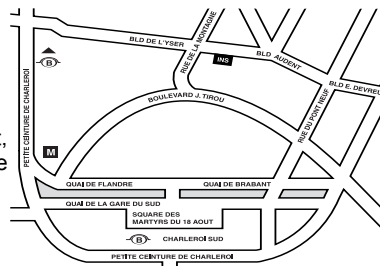 BLD DE L'YSER
RUE DE LA MONTAGNE
BLD AUDENT
INS
B
BLD E. DEVREU
BOULEVARD J. TIROU
RUE DU PONT NEUF
PETITE CEINTURE DE CHARLEROI
M
QUAI DE FLANDRE
QUAI DE BRABANT
QUAI DE LA GARE DU SUD
SQUARE DES
MARTYRS DU 18 AOUT
B
CHARLEROI SUD
PETITE CEINTURE DE CHARLEROI